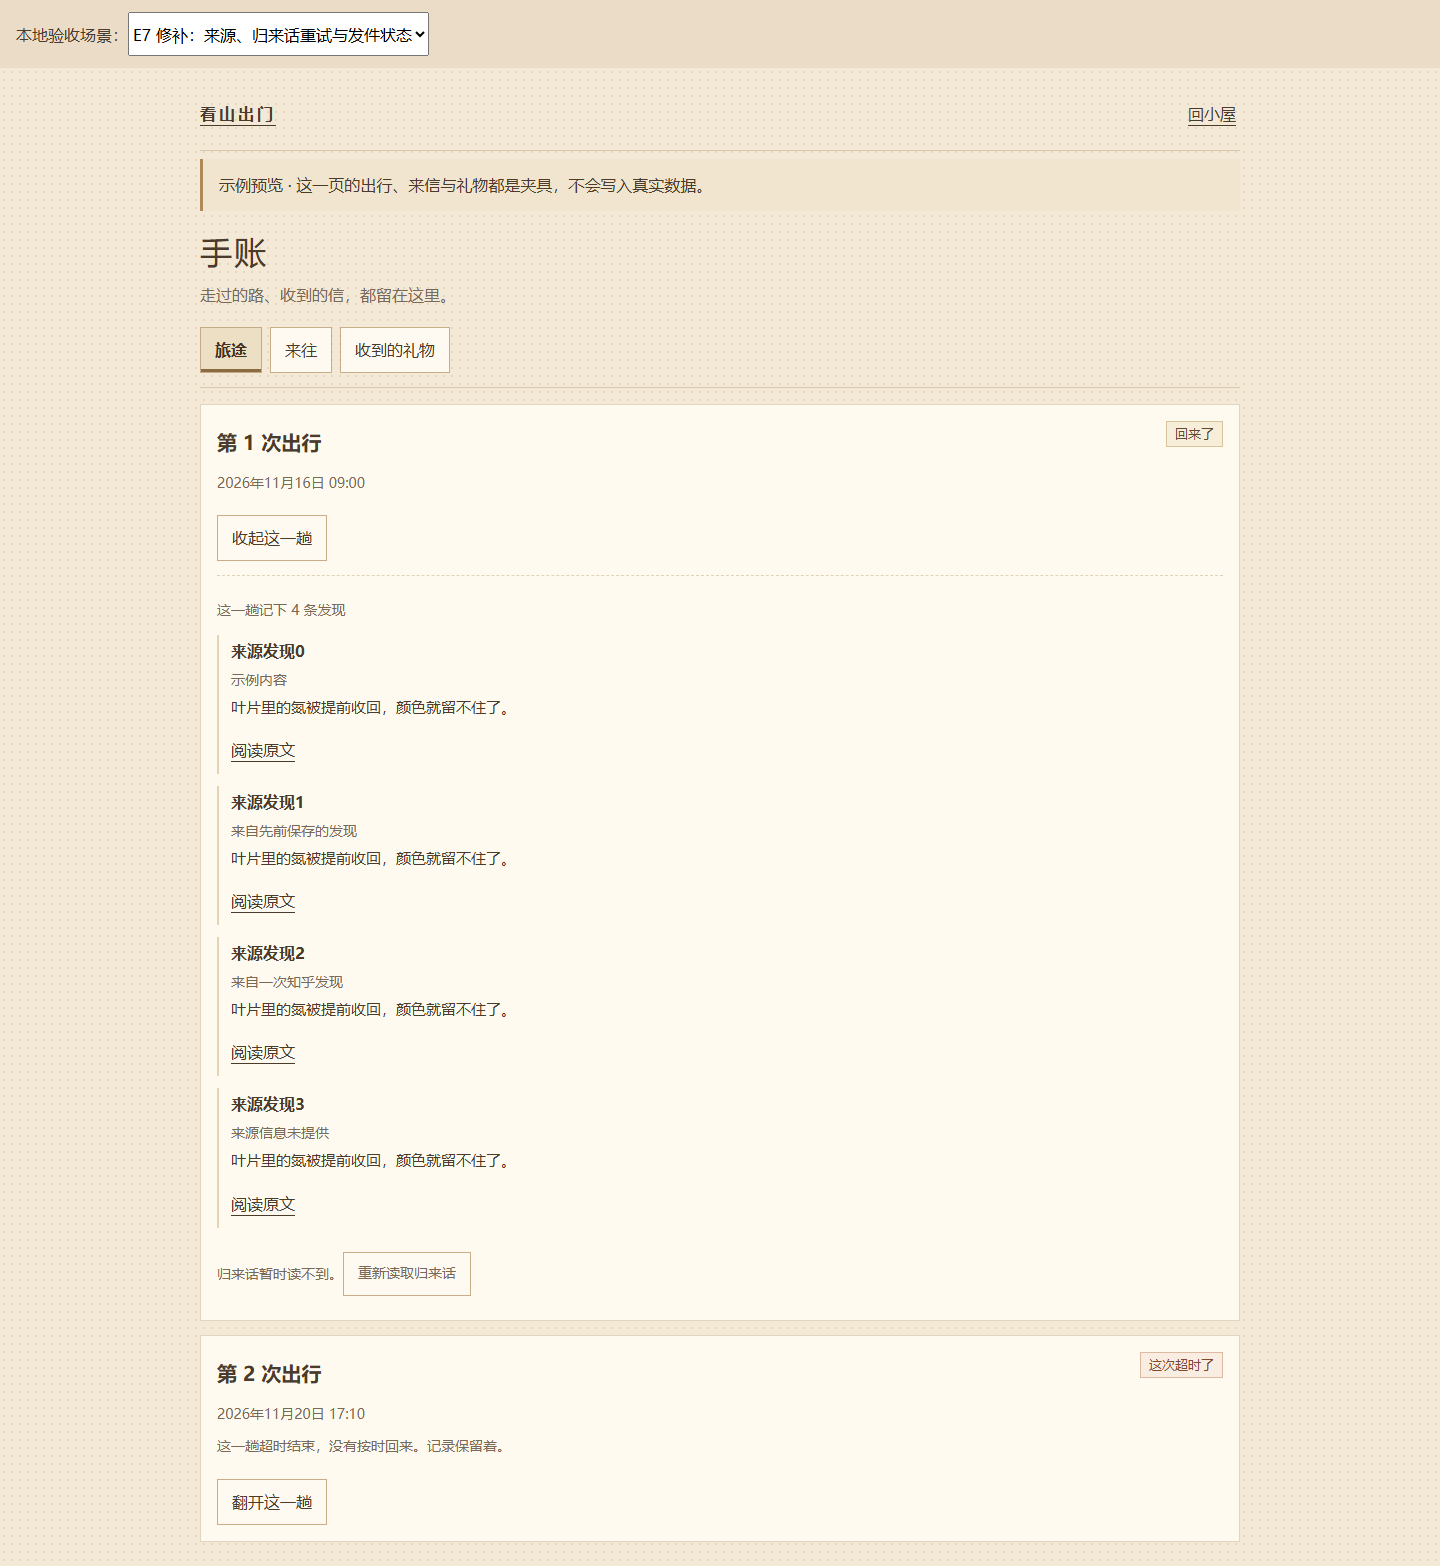 本地验收场景：
E7 修补：来源、归来话重试与发件状态
看山出门
回小屋
示例预览 · 这一页的出行、来信与礼物都是夹具，不会写入真实数据。
手账
走过的路、收到的信，都留在这里。
旅途
来往
收到的礼物
第 1 次出行
回来了
2026年11月16日 09:00
收起这一趟
这一趟记下 4 条发现
来源发现0
示例内容
叶片里的氮被提前收回，颜色就留不住了。
阅读原文
来源发现1
来自先前保存的发现
叶片里的氮被提前收回，颜色就留不住了。
阅读原文
来源发现2
来自一次知乎发现
叶片里的氮被提前收回，颜色就留不住了。
阅读原文
来源发现3
来源信息未提供
叶片里的氮被提前收回，颜色就留不住了。
阅读原文
归来话暂时读不到。
重新读取归来话
第 2 次出行
这次超时了
2026年11月20日 17:10
这一趟超时结束，没有按时回来。记录保留着。
翻开这一趟